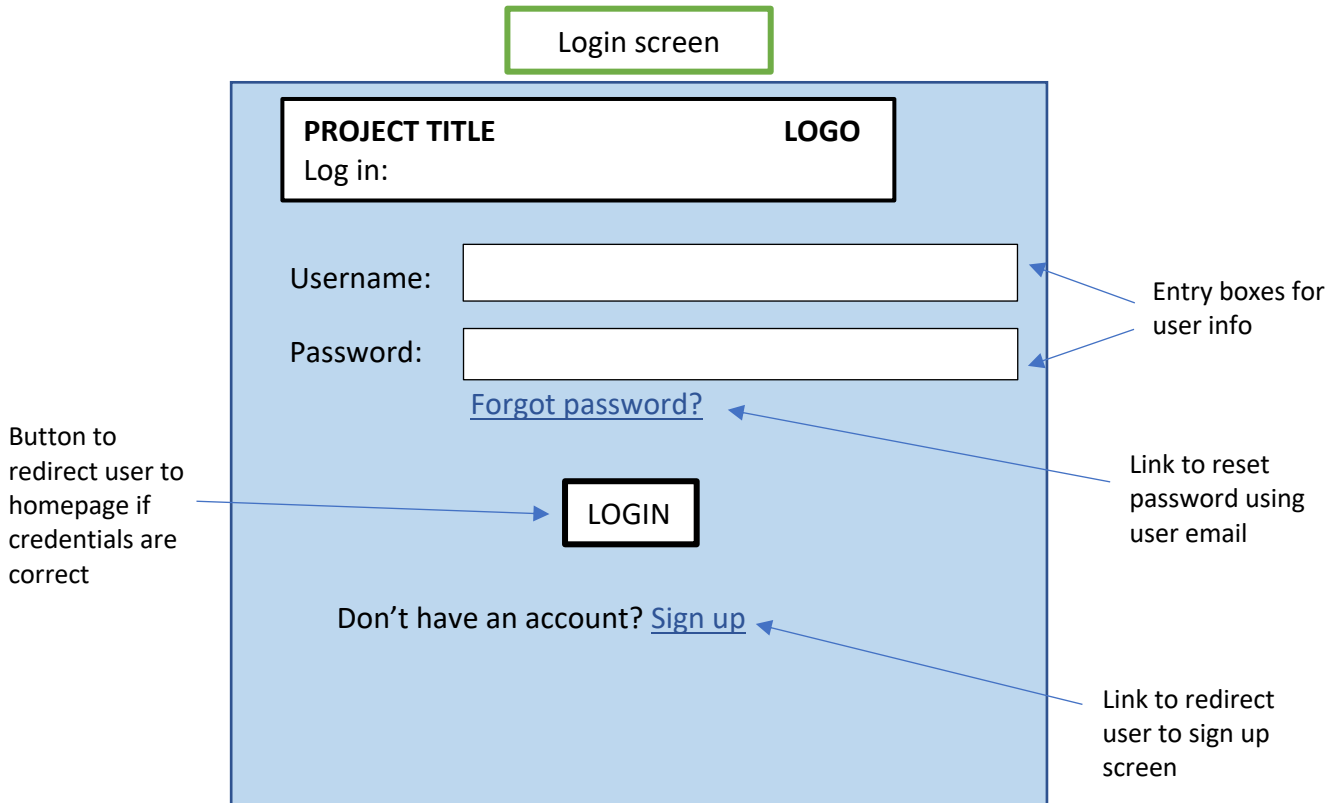 Login screen
PROJECT TITLE LOGO
Log in:
Username:
Password:
Forgot password?
LOGIN
Don’t have an account? Sign up
Entry boxes for
user info
Button to
redirect user to
homepage if
credentials are
correct
Link to reset
password using
user email
Link to redirect
user to sign up
screen